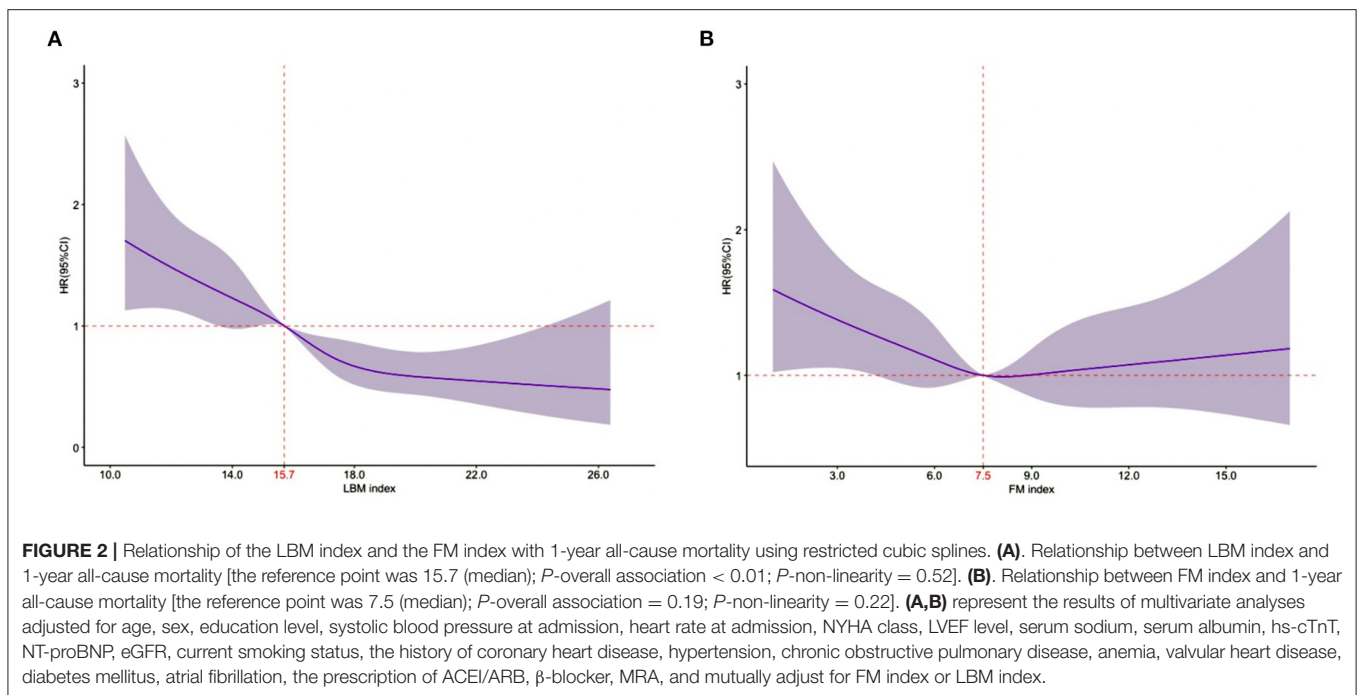 A
B
3
2
1
0
HR(95%CI)
10.0 14.0 15.7 18.0 22.0 26.0
LBM index
3
2
1
HR(95%CI)
3.0 6.0 7.5 9.0 12.0 15.0
FM index
FIGURE 2 | Relationship of the LBM index and the FM index with 1-year all-cause mortality using restricted cubic splines. (A). Relationship between LBM index and
1-year all-cause mortality [the reference point was 15.7 (median); P-overall association < 0.01; P-non-linearity = 0.52]. (B). Relationship between FM index and 1-year
all-cause mortality [the reference point was 7.5 (median); P-overall association = 0.19; P-non-linearity = 0.22]. (A,B) represent the results of multivariate analyses
adjusted for age, sex, education level, systolic blood pressure at admission, heart rate at admission, NYHA class, LVEF level, serum sodium, serum albumin, hs-cTnT,
NT-proBNP, eGFR, current smoking status, the history of coronary heart disease, hypertension, chronic obstructive pulmonary disease, anemia, valvular heart disease,
diabetes mellitus, atrial fibrillation, the prescription of ACEI/ARB, β-blocker, MRA, and mutually adjust for FM index or LBM index.